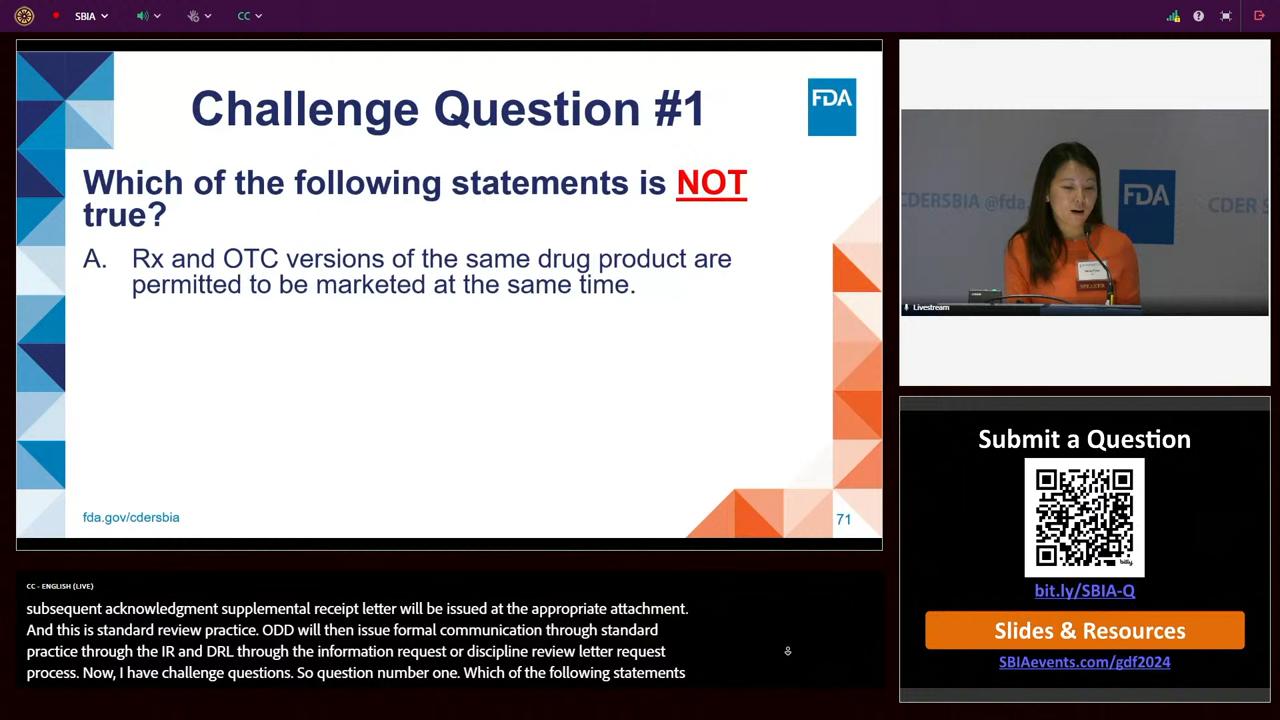 SBIA
CC
Challenge Question #1
FDA
Which of the following statements is NOT
true?
A. Rx and OTC versions of the same drug product are
permitted to be marketed at the same time.
fda.gov/cdersbia
71
CDERSBIA @fda.
FDA
CDER S
SPEAKER
Livestream
Submit a Question
bitly
bit.ly/SBIA-Q
Slides & Resources
SBIAevents.com/gdf2024
CC - ENGLISH (LIVE)
subsequent acknowledgment supplemental receipt letter will be issued at the appropriate attachment.
And this is standard review practice. ODD will then issue formal communication through standard
practice through the IR and DRL through the information request or discipline review letter request
process. Now, I have challenge questions. So question number one. Which of the following statements